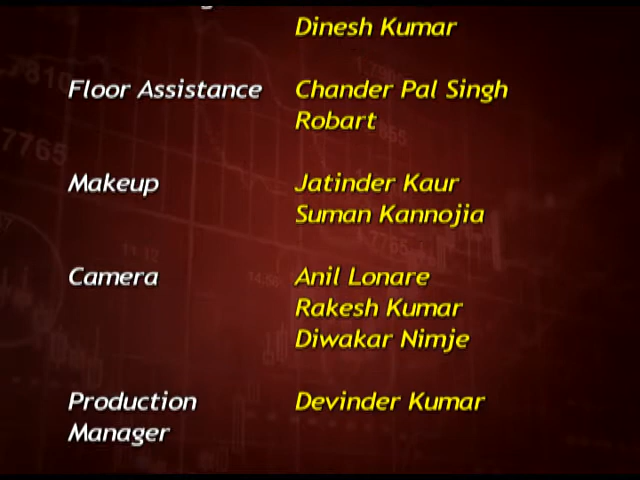 Dinesh Kumar
Floor Assistance Chander Pal Singh
Robart
Makeup Jatinder Kaur
Suman Kannojia
Camera Anil Lonare
Rakesh Kumar
Diwakar Nimje
Production Devinder Kumar
Manager
7765